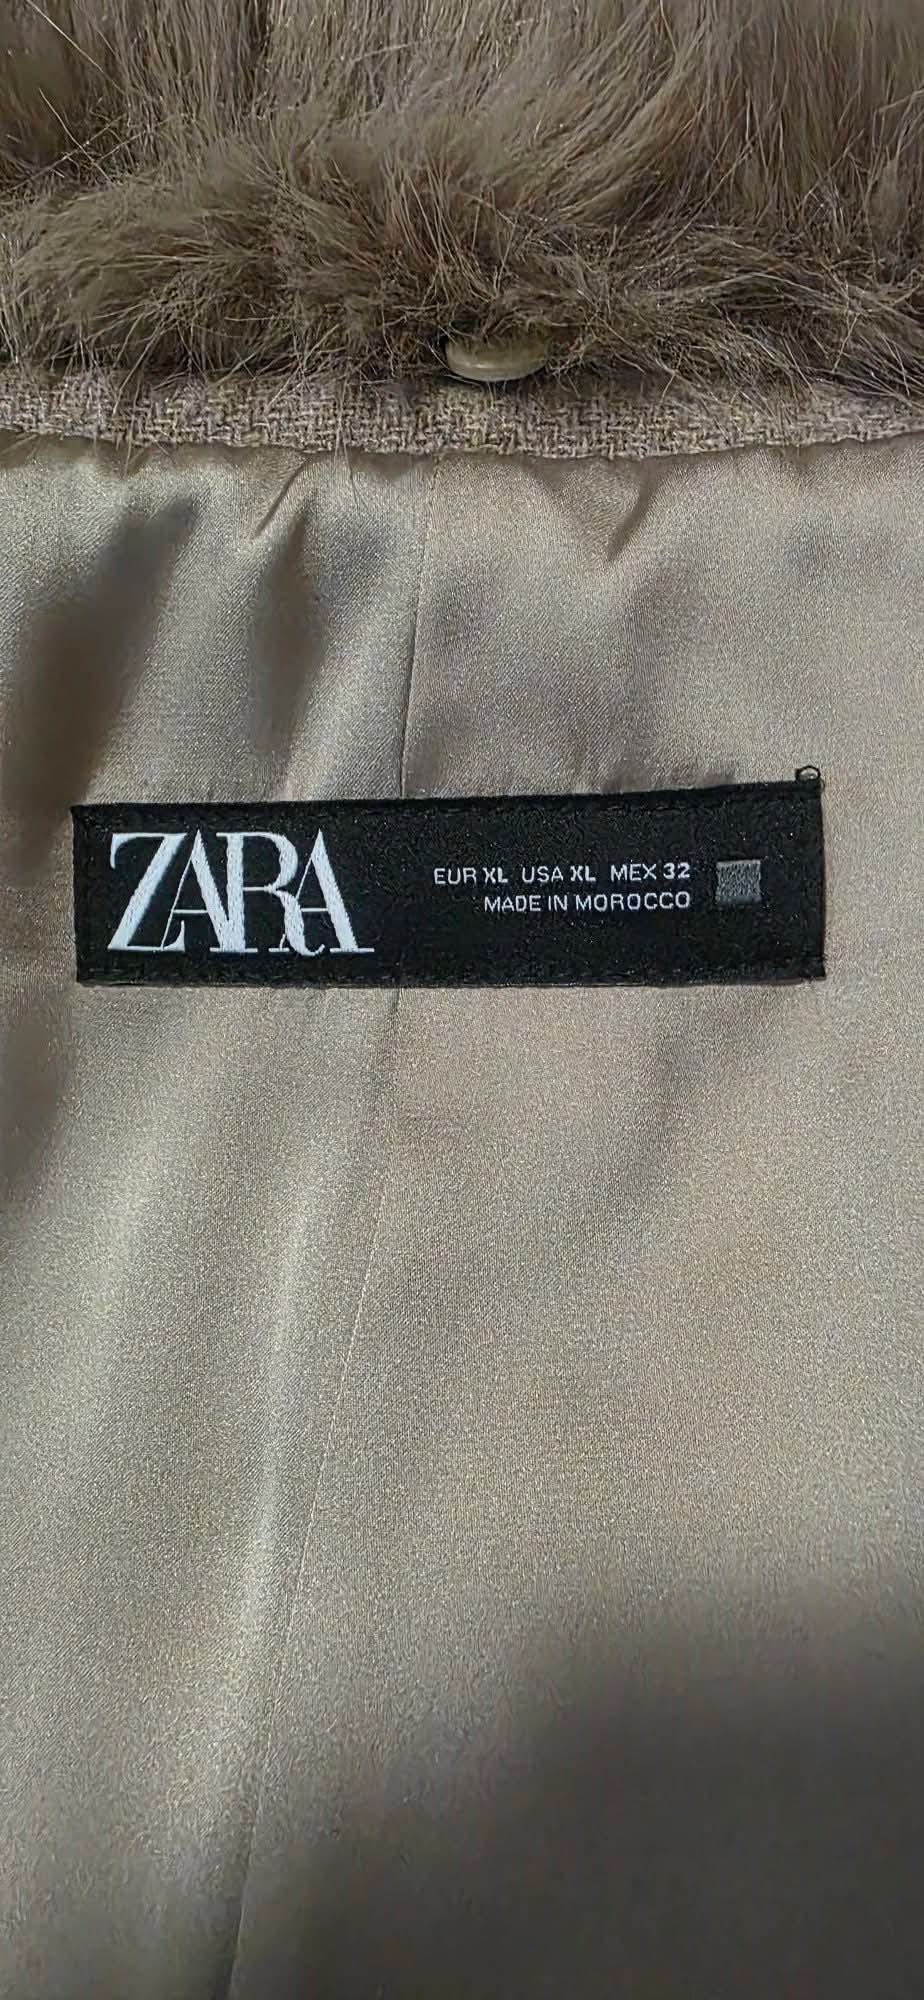 ZARA
EUR XL USA XL MEX 32
MADE IN MOROCCO